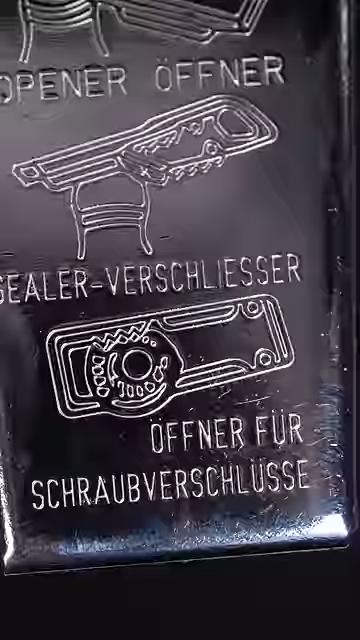 OPENER ÖFFNER
SEALER-VERSCHLIESSER
ÖFFNER FÜR
SCHRAUBVERSCHLÜSSE